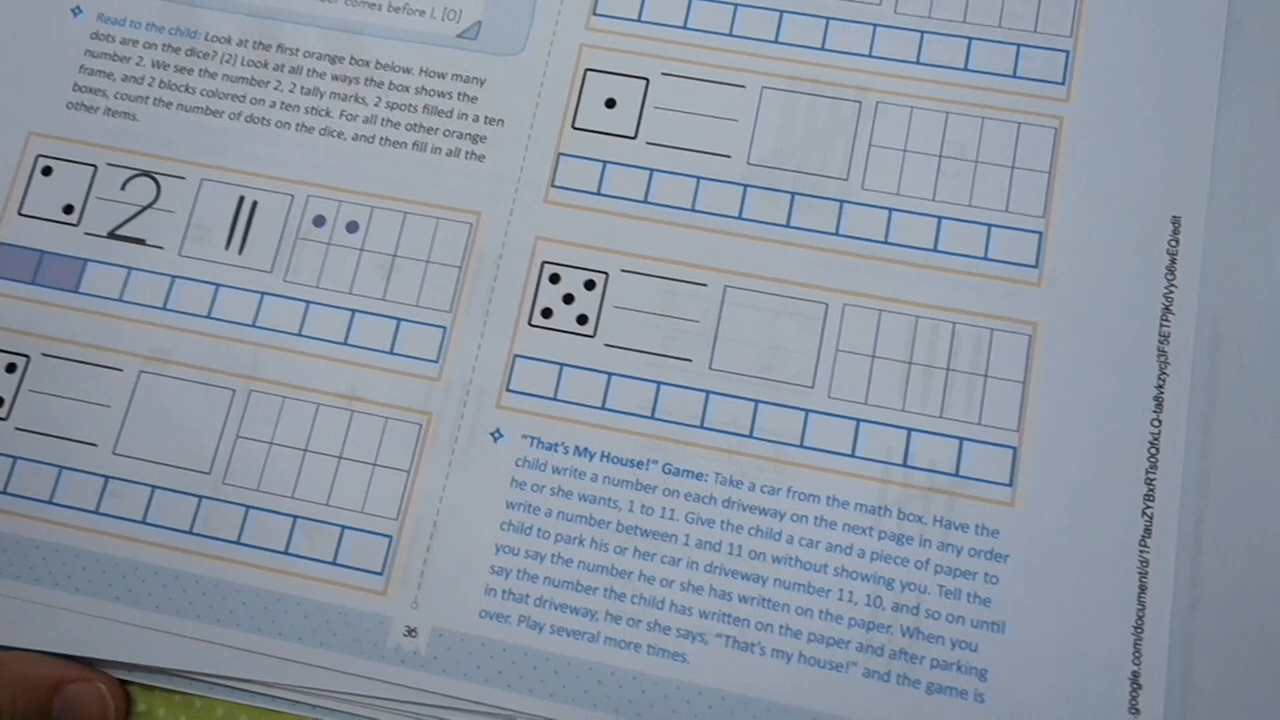 comes before 1. [0]
Read to the child: Look at the first orange box below. How many
dots are on the dice? [2] Look at all the ways the box shows the
number 2. We see the number 2, 2 tally marks, 2 spots filled in a ten
frame, and 2 blocks colored on a ten stick. For all the other orange
boxes, count the number of dots on the dice, and then fill in all the
other items.
2
"That's My House!" Game: Take a car from the math box. Have the
child write a number on each driveway on the next page in any order
he or she wants, 1 to 11. Give the child a car and a piece of paper to
write a number between 1 and 11 on without showing you. Tell the
child to park his or her car in driveway number 11, 10, and so on until
you say the number he or she has written on the paper. When you
say the number the child has written on the paper and after parking
in that driveway, he or she says, "That's my house!" and the game is
over. Play several more times.
36